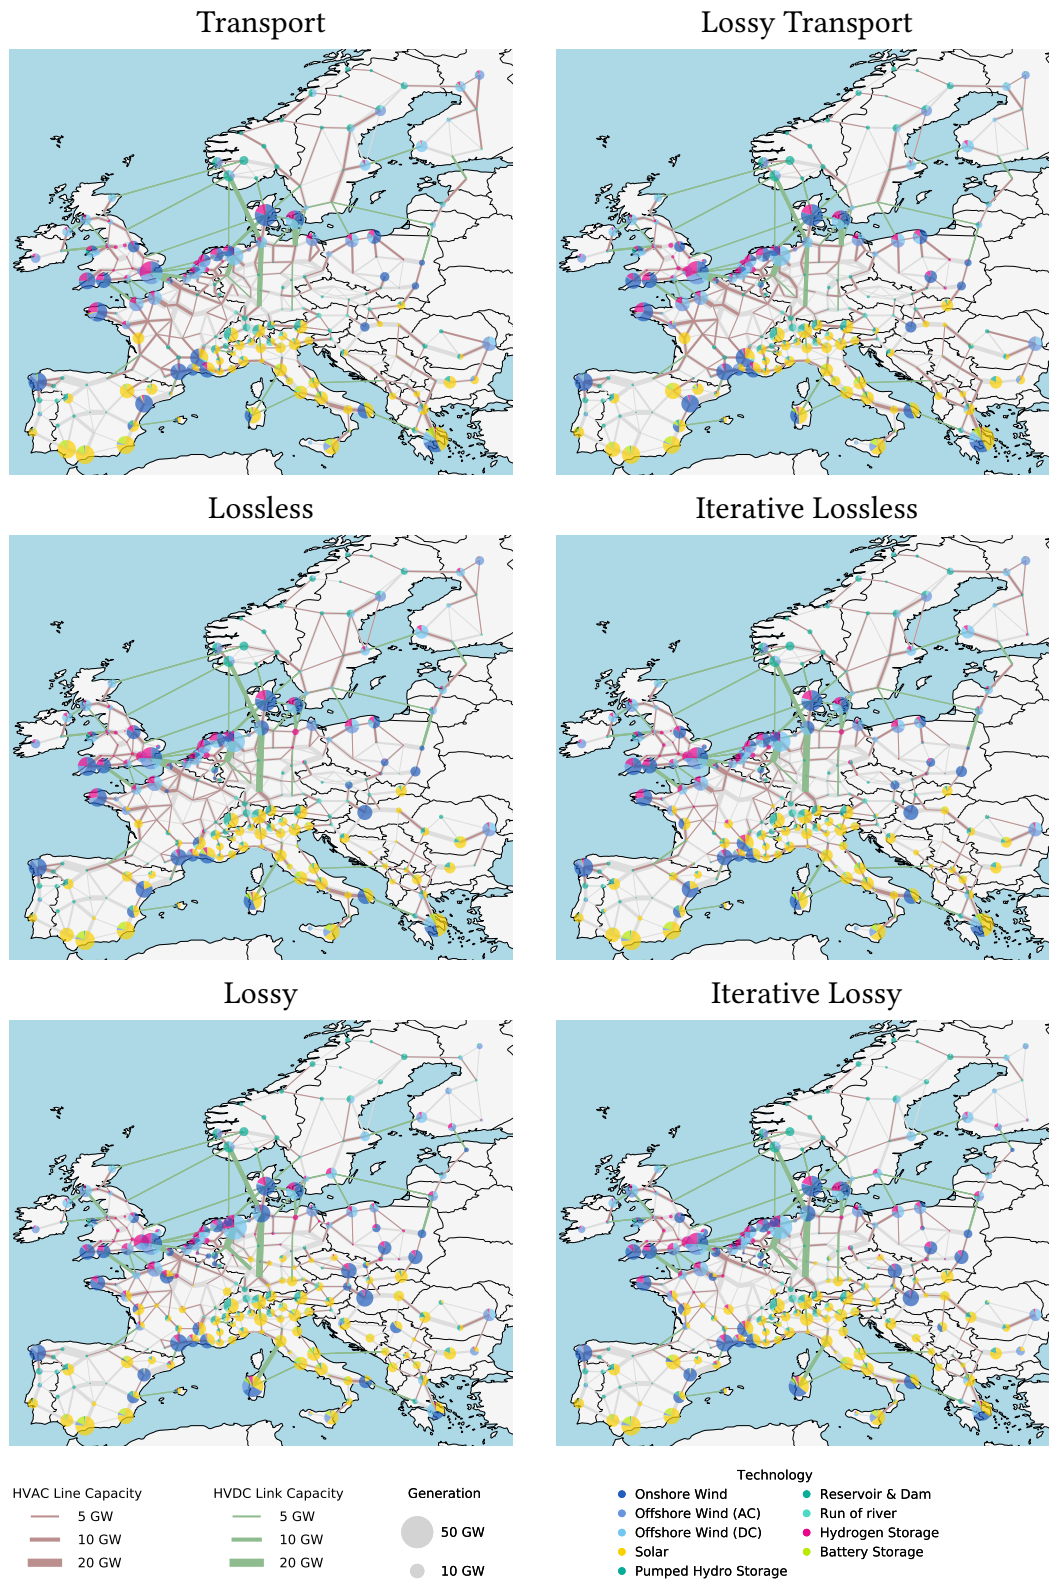 Transport
Lossy Transport
Lossless
Iterative Lossless
Lossy
Iterative Lossy
HVAC Line Capacity
5 GW
10 GW
20 GW
HVDC Link Capacity
5 GW
10 GW
20 GW
Generation
50 GW
10 GW
Technology
Onshore Wind
Offshore Wind (AC)
Offshore Wind (DC)
Solar
Pumped Hydro Storage
Reservoir & Dam
Run of river
Hydrogen Storage
Battery Storage